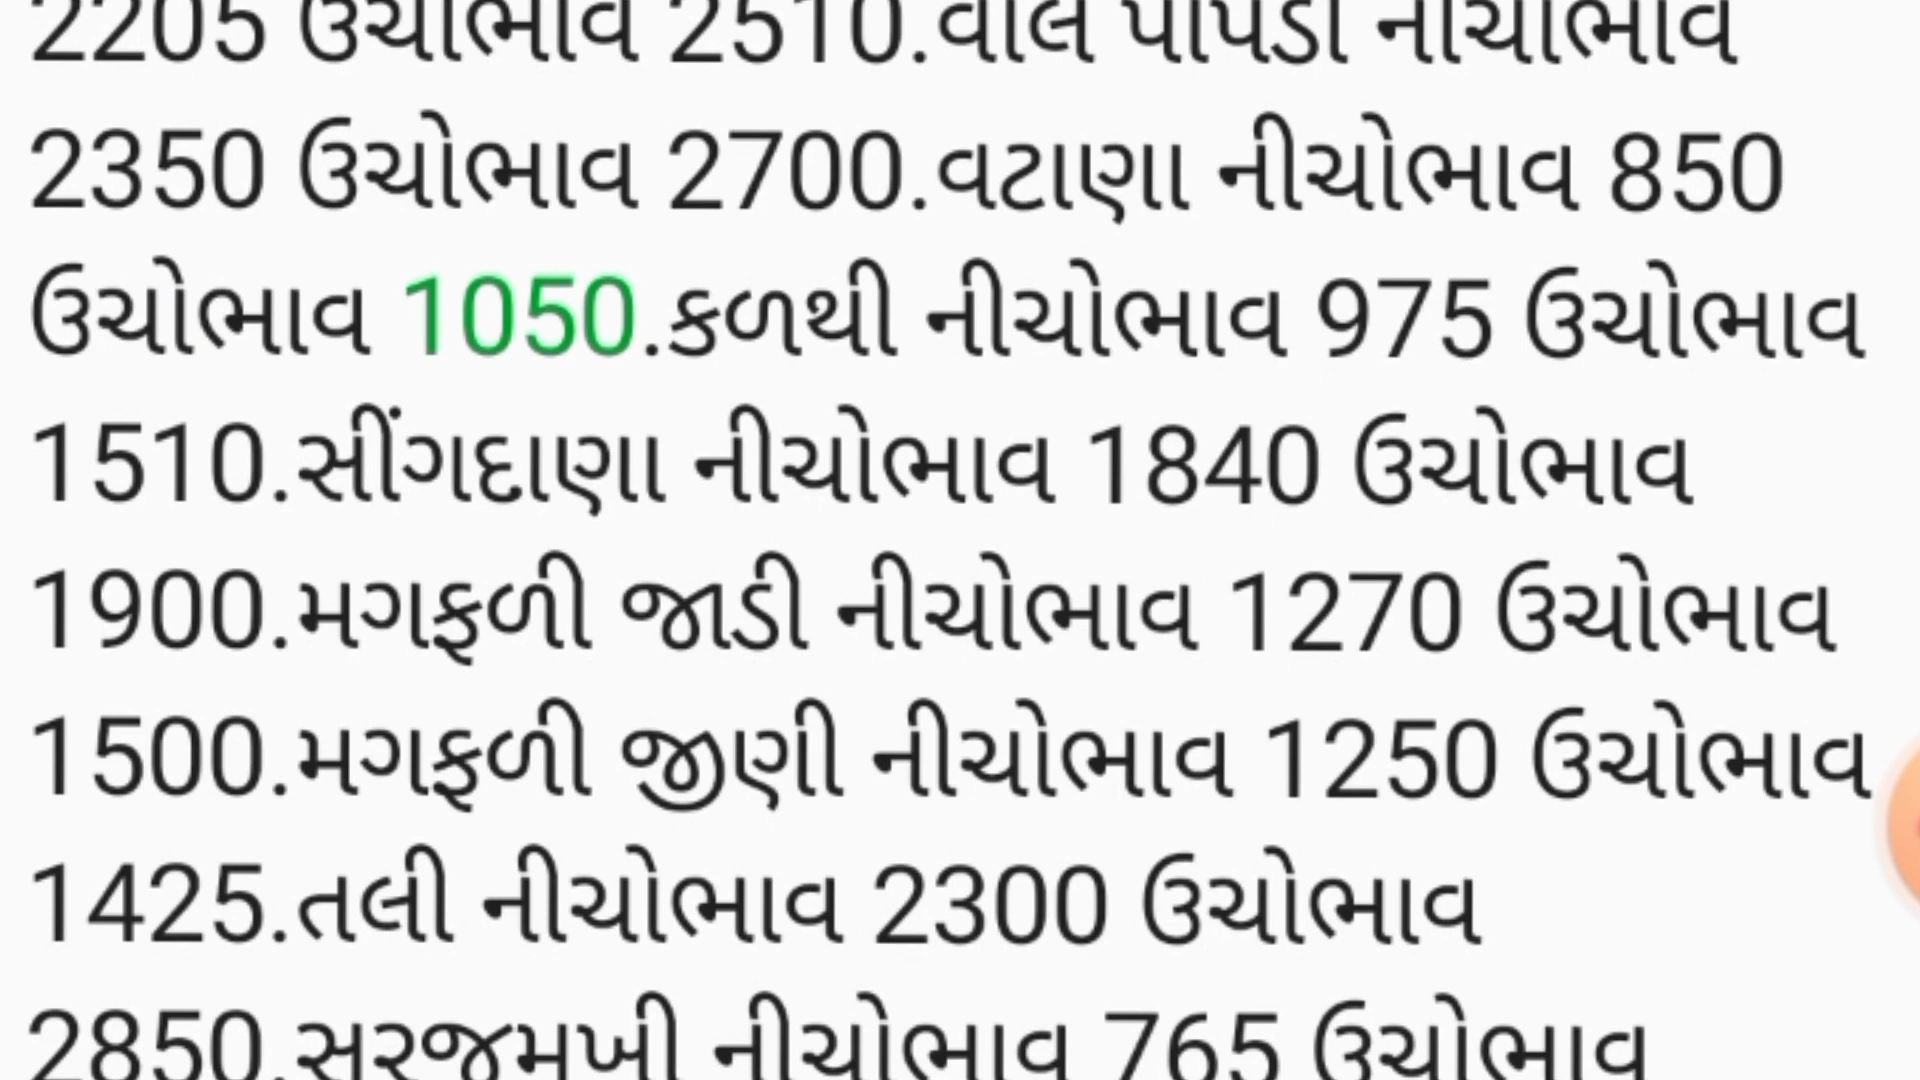 2205 ઉચોભાવ 2510.વાલ પાપડી નીચોભાવ
2350 ઉચોભાવ 2700.વટાણા નીચોભાવ 850
ઉચોભાવ 1050.કળથી નીચોભાવ 975 ઉચોભાવ
1510.સીંગદાણા નીચોભાવ 1840 ઉચોભાવ
1900.મગફળી જાડી નીચોભાવ 1270 ઉચોભાવ
1500.મગફળી જીણી નીચોભાવ 1250 ઉચોભાવ
1425.તલી નીચોભાવ 2300 ઉચોભાવ
2850.સુરજમુખી નીચોભાવ 765 ઉચોભાવ